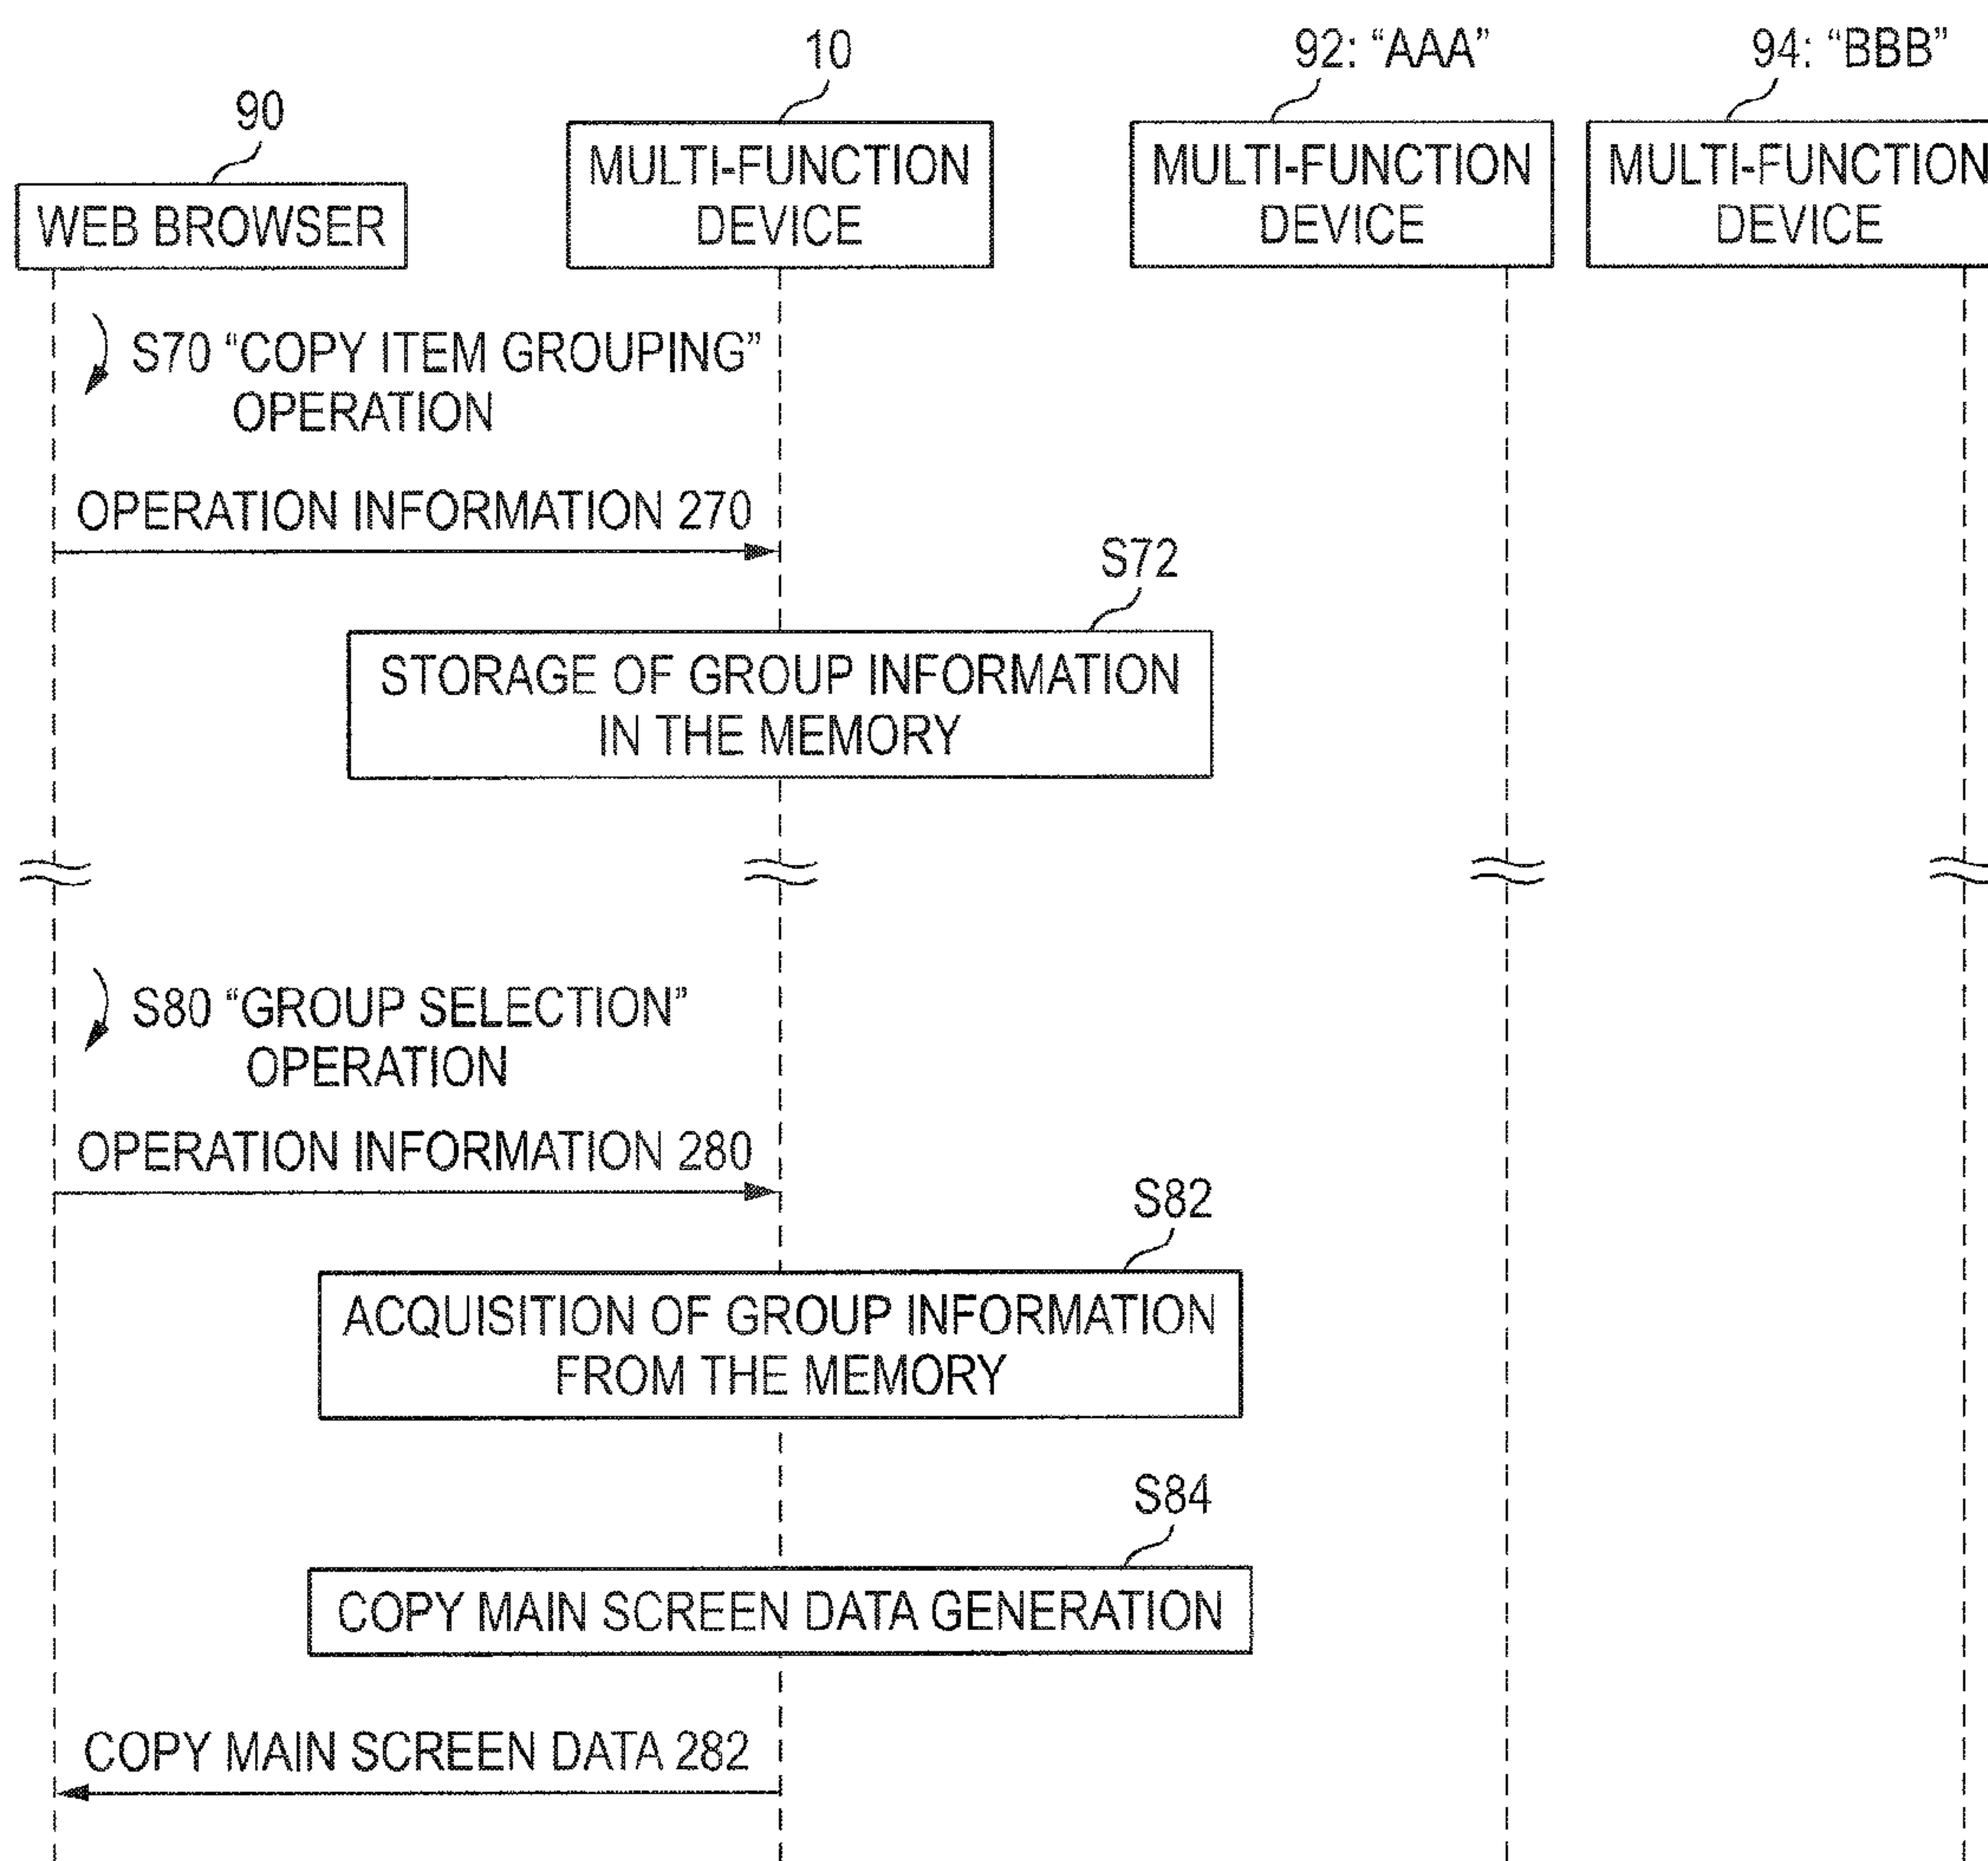 10
92: “AAA”
94: “BBB”
90
MULTI-FUNCTION
DEVICE
MULTI-FUNCTION
DEVICE
MULTI-FUNCTION
DEVICE
WEB BROWSER
S70 “COPY ITEM GROUPING”
OPERATION
OPERATION INFORMATION 270
S72
STORAGE OF GROUP INFORMATION
IN THE MEMORY
S80 “GROUP SELECTION”
OPERATION
OPERATION INFORMATION 280
S82
ACQUISITION OF GROUP INFORMATION
FROM THE MEMORY
S84
COPY MAIN SCREEN DATA GENERATION
COPY MAIN SCREEN DATA 282